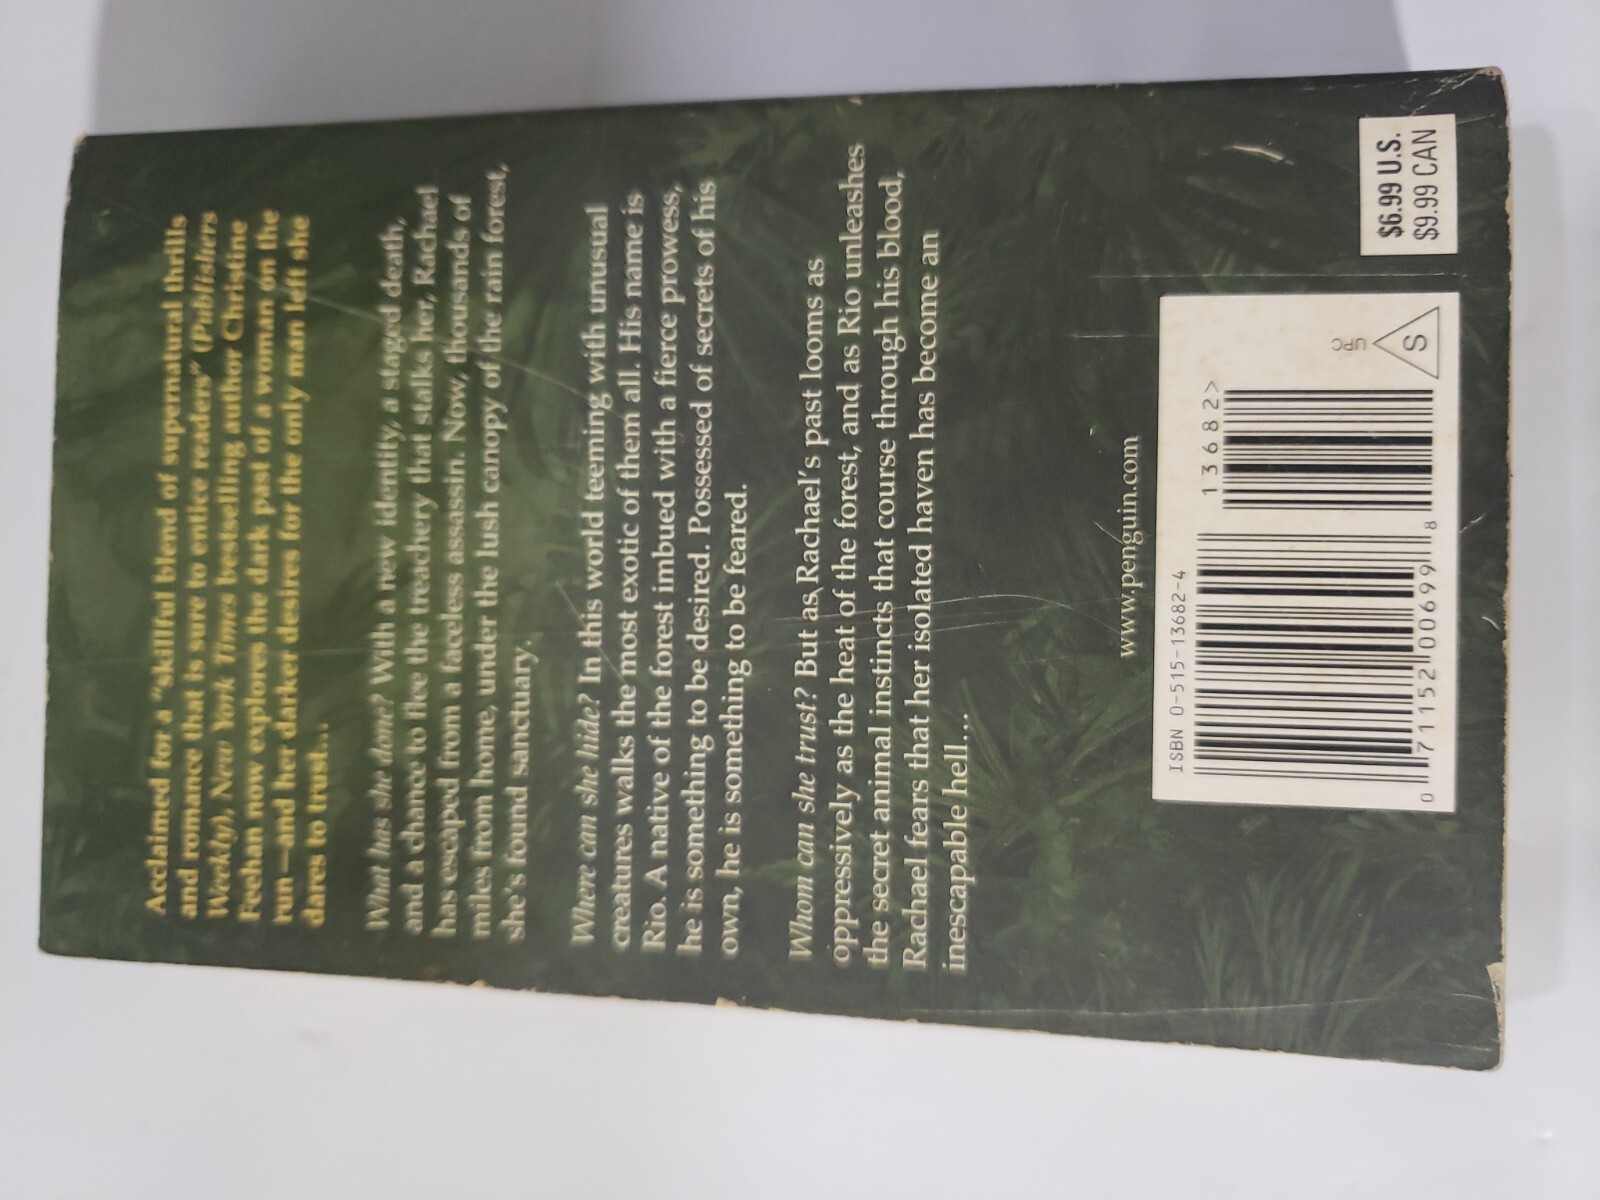 Acclaimed for a "skillful blend of supernatural thrills
and romance that is sure to entice readers" (Publishers
Weekly), New York Times bestselling author Christine
Feehan now explores the dark past of a woman on the
run—and her darker desires for the only man left she
dares to trust...
What has she done? With a new identity, a staged death,
and a chance to flee the treachery that stalks her, Rachael
has escaped from a faceless assassin. Now, thousands of
miles from home, under the lush canopy of the rain forest,
she's found sanctuary.
Where can she hide? In this world teeming with unusual
creatures walks the most exotic of them all. His name is
Rio. A native of the forest imbued with a fierce prowess,
he is something to be desired. Possessed of secrets of his
own, he is something to be feared.
Whom can she trust? But as Rachael's past looms as
oppressively as the heat of the forest, and as Rio unleashes
the secret animal instincts that course through his blood,
Rachael fears that her isolated haven has become an
inescapable hell...
www.penguin.com
ISBN 0-515-13682-4
13682>
0 71152 00699 8
UPC
S
$6.99 U.S.
$9.99 CAN